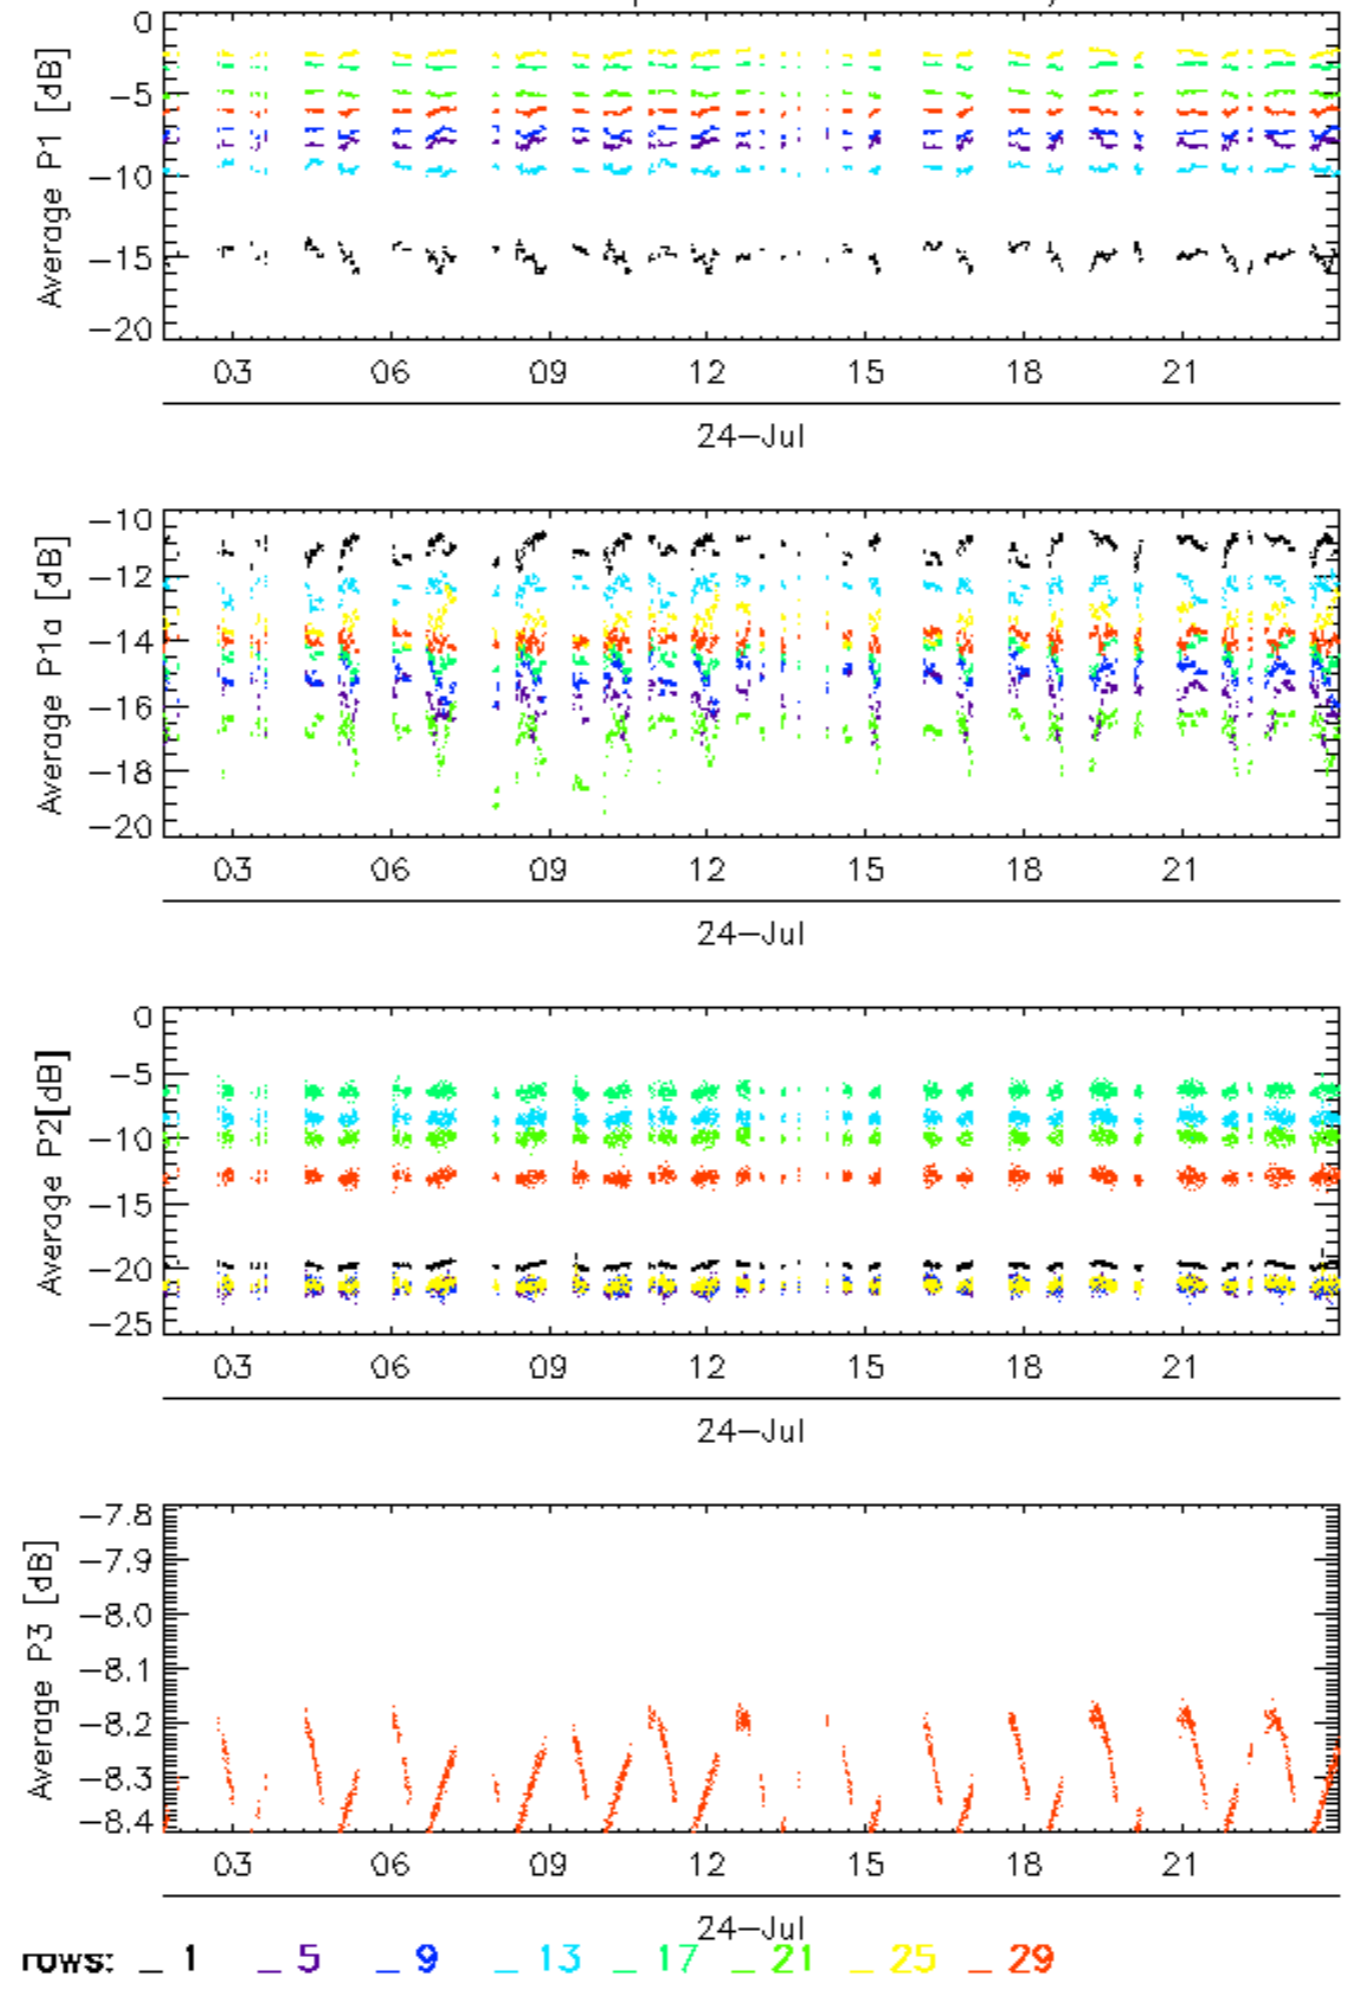 0
−5
−10
−15
−20
Average P1 [dB]
03 06 09 12 15 18 21
24−Jul
−10
−12
−14
−16
−18
−20
Average P1a [dB]
03 06 09 12 15 18 21
24−Jul
0
−5
−10
−15
−20
−25
Average P2[dB]
03 06 09 12 15 18 21
24−Jul
−7.8
−7.9
−8.0
−8.1
−8.2
−8.3
−8.4
Average P3 [dB]
03 06 09 12 15 18 21
24−Jul
rows: _ 1 _ 5 _ 9 _ 13 _ 17 _ 21 _ 25 _ 29